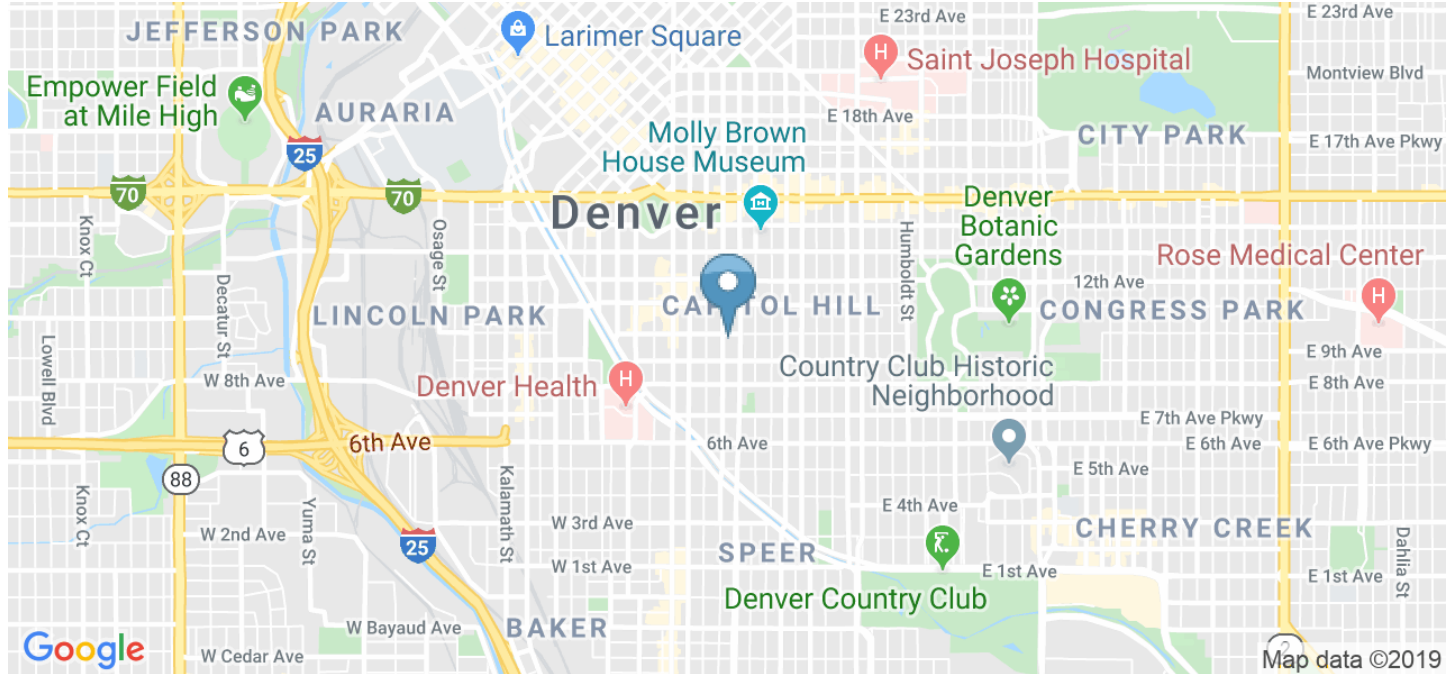 E 23rd Ave
E 23rd Ave
JEFFERSON PARK
Larimer Square
Saint Joseph Hospital
Montview Blvd
Empower Field
at Mile High
AURARIA
E 18th Ave
Molly Brown
House Museum
CITY PARK
E 17th Ave Pkwy
25
70
70
Denver
Denver
Botanic
Gardens
Knox Ct
Osage St
Humboldt St
Rose Medical Center
Decatur St
12th Ave
LINCOLN PARK
CAPITOL HILL
CONGRESS PARK
Lowell Blvd
E 9th Ave
W 8th Ave
Denver Health
H
H
H
Country Club Historic
Neighborhood
E 8th Ave
E 7th Ave Pkwy
6
6th Ave
6th Ave
E 6th Ave
E 6th Ave Pkwy
88
E 5th Ave
Knox Ct
Yuma St
Kalamath St
E 4th Ave
W 2nd Ave
W 3rd Ave
25
SPEER
CHERRY CREEK
Dahlia St
W 1st Ave
E 1st Ave
E 1st Ave
Denver Country Club
W Bayaud Ave
BAKER
Google
W Cedar Ave
2
Map data ©2019